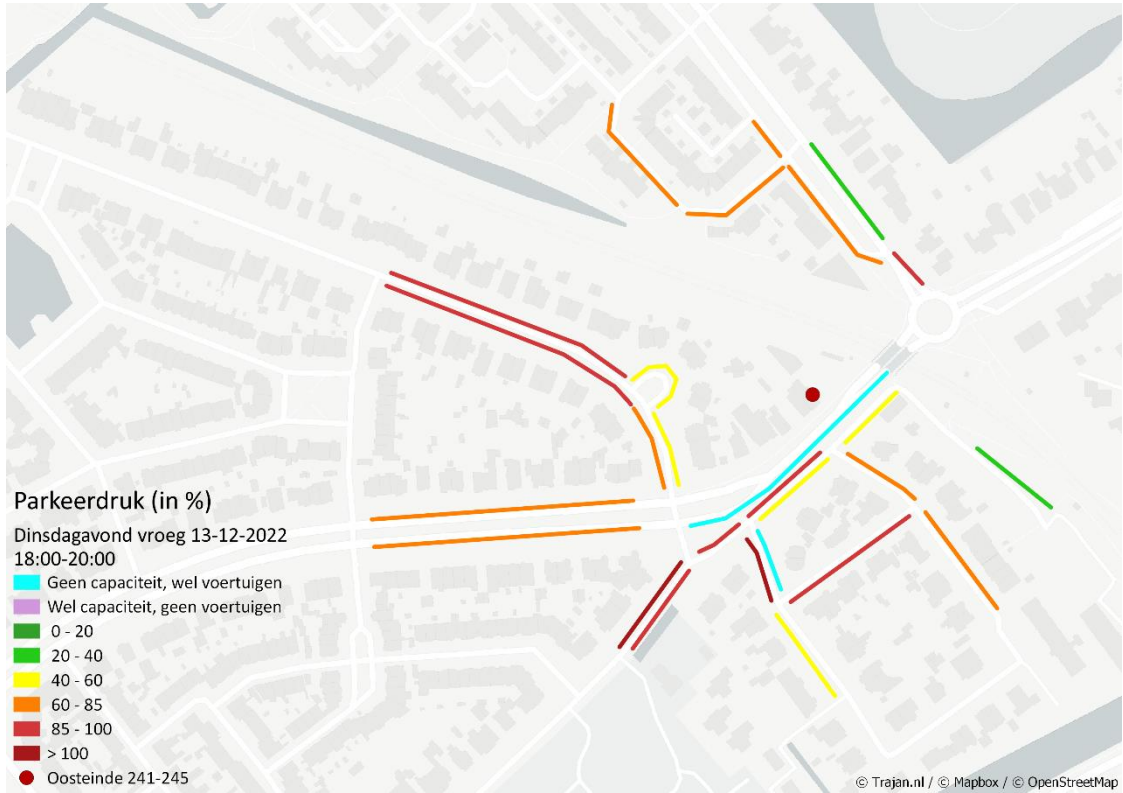 Parkeerdruk (in %)
Dinsdagavond vroeg 13-12-2022
18:00-20:00
Geen capaciteit, wel voertuigen
Wel capaciteit, geen voertuigen
0 - 20
20 - 40
40 - 60
60 - 85
85 - 100
> 100
Oosteinde 241-245
© Trajan.nl / © Mapbox / © OpenStreetMap